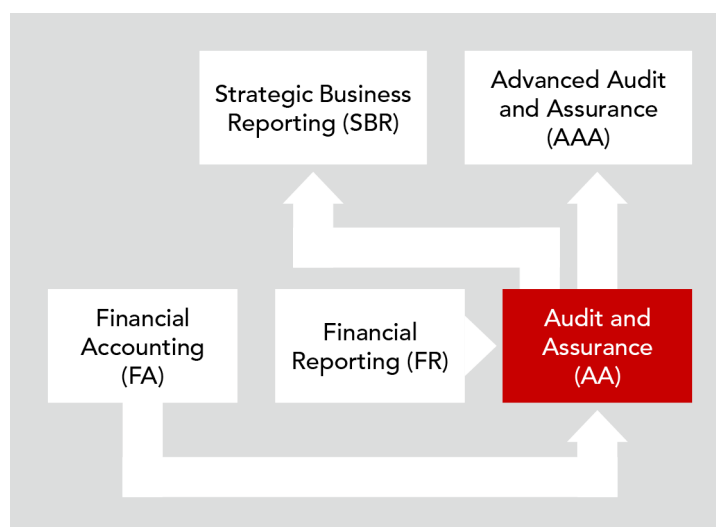 Strategic Business
Reporting (SBR)
Advanced Audit
and Assurance
(AAA)
Financial
Accounting
(FA)
Financial
Reporting (FR)
Audit and
Assurance
(AA)